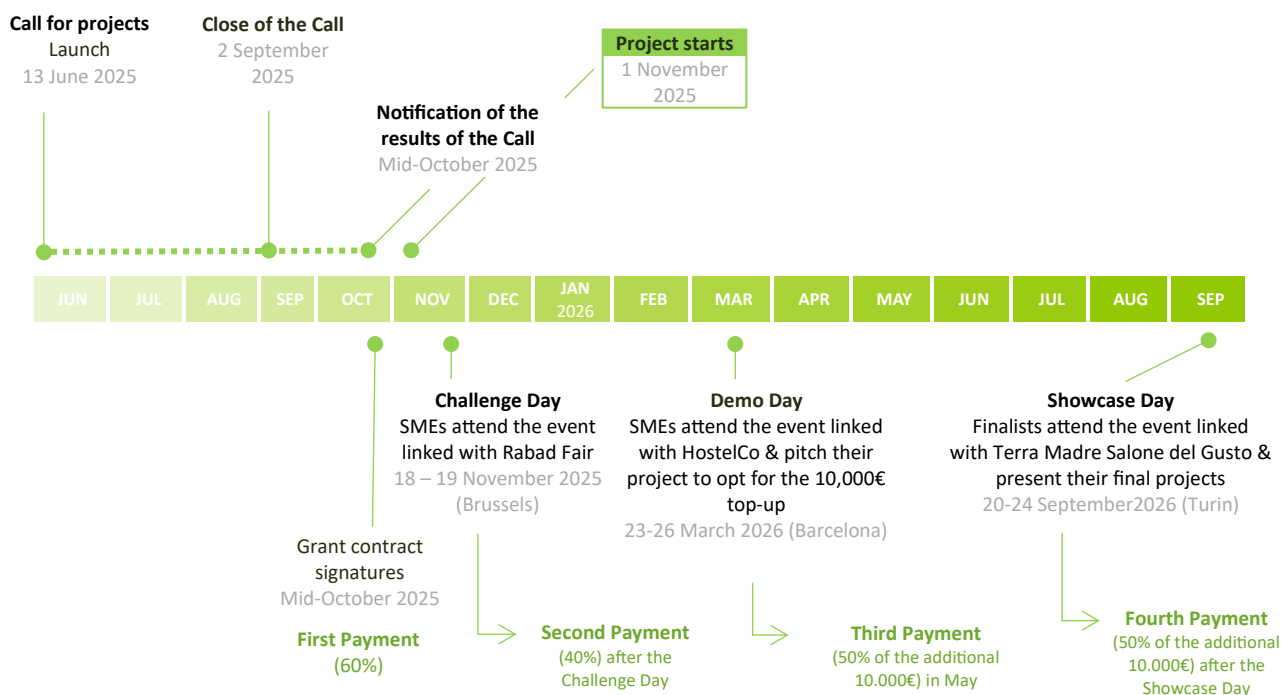 Call for projects
Launch
13 June 2025
Close of the Call
2 September
2025
Project starts
1 November
2025
Notification of the
results of the Call
Mid-October 2025
JUN
JUL
AUG
SEP
OCT
NOV
DEC
JAN
2026
FEB
MAR
APR
MAY
JUN
JUL
AUG
SEP
Challenge Day
SMEs attend the event
linked with Rabad Fair
18 – 19 November 2025
(Brussels)
Demo Day
SMEs attend the event linked
with HostelCo & pitch their
project to opt for the 10,000€
top-up
23-26 March 2026 (Barcelona)
Showcase Day
Finalists attend the event linked
with Terra Madre Salone del Gusto &
present their final projects
20-24 September2026 (Turin)
Grant contract
signatures
Mid-October 2025
First Payment
(60%)
Second Payment
(40%) after the
Challenge Day
Third Payment
(50% of the additional
10.000€) in May
Fourth Payment
(50% of the additional
10.000€) after the
Showcase Day